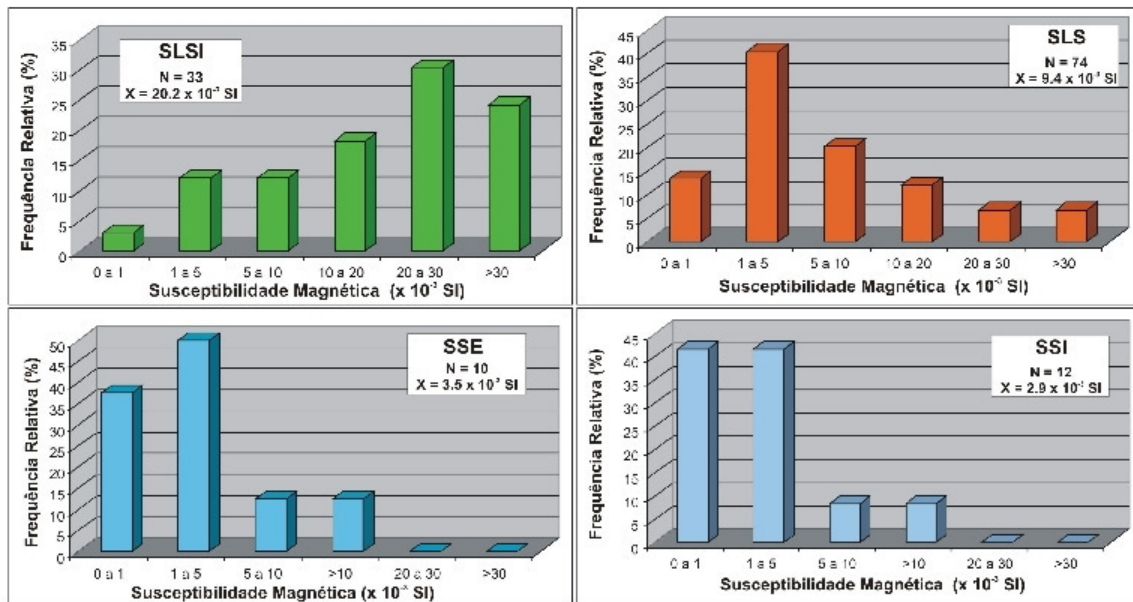 SLSI
N = 33
X = 20.2 x 10⁻³ SI
Frequência Relativa (%)
35
30
25
20
15
10
5
0
0 a 1 1 a 5 5 a 10 10 a 20 20 a 30 >30
Susceptibilidade Magnética (x 10⁻³ SI)
SLS
N = 74
X = 9.4 x 10⁻³ SI
Frequência Relativa (%)
45
40
35
30
25
20
15
10
5
0
0 a 1 1 a 5 5 a 10 10 a 20 20 a 30 >30
Susceptibilidade Magnética (x 10⁻³ SI)
SSE
N = 10
X = 3.5 x 10⁻³ SI
Frequência Relativa (%)
50
45
40
35
30
25
20
15
10
5
0
0 a 1 1 a 5 5 a 10 >10 20 a 30 >30
Susceptibilidade Magnética (x 10⁻³ SI)
SSI
N = 12
X = 2.9 x 10⁻³ SI
Frequência Relativa (%)
45
40
35
30
25
20
15
10
5
0
0 a 1 1 a 5 5 a 10 >10 20 a 30 >30
Susceptibilidade Magnética (x 10⁻³ SI)